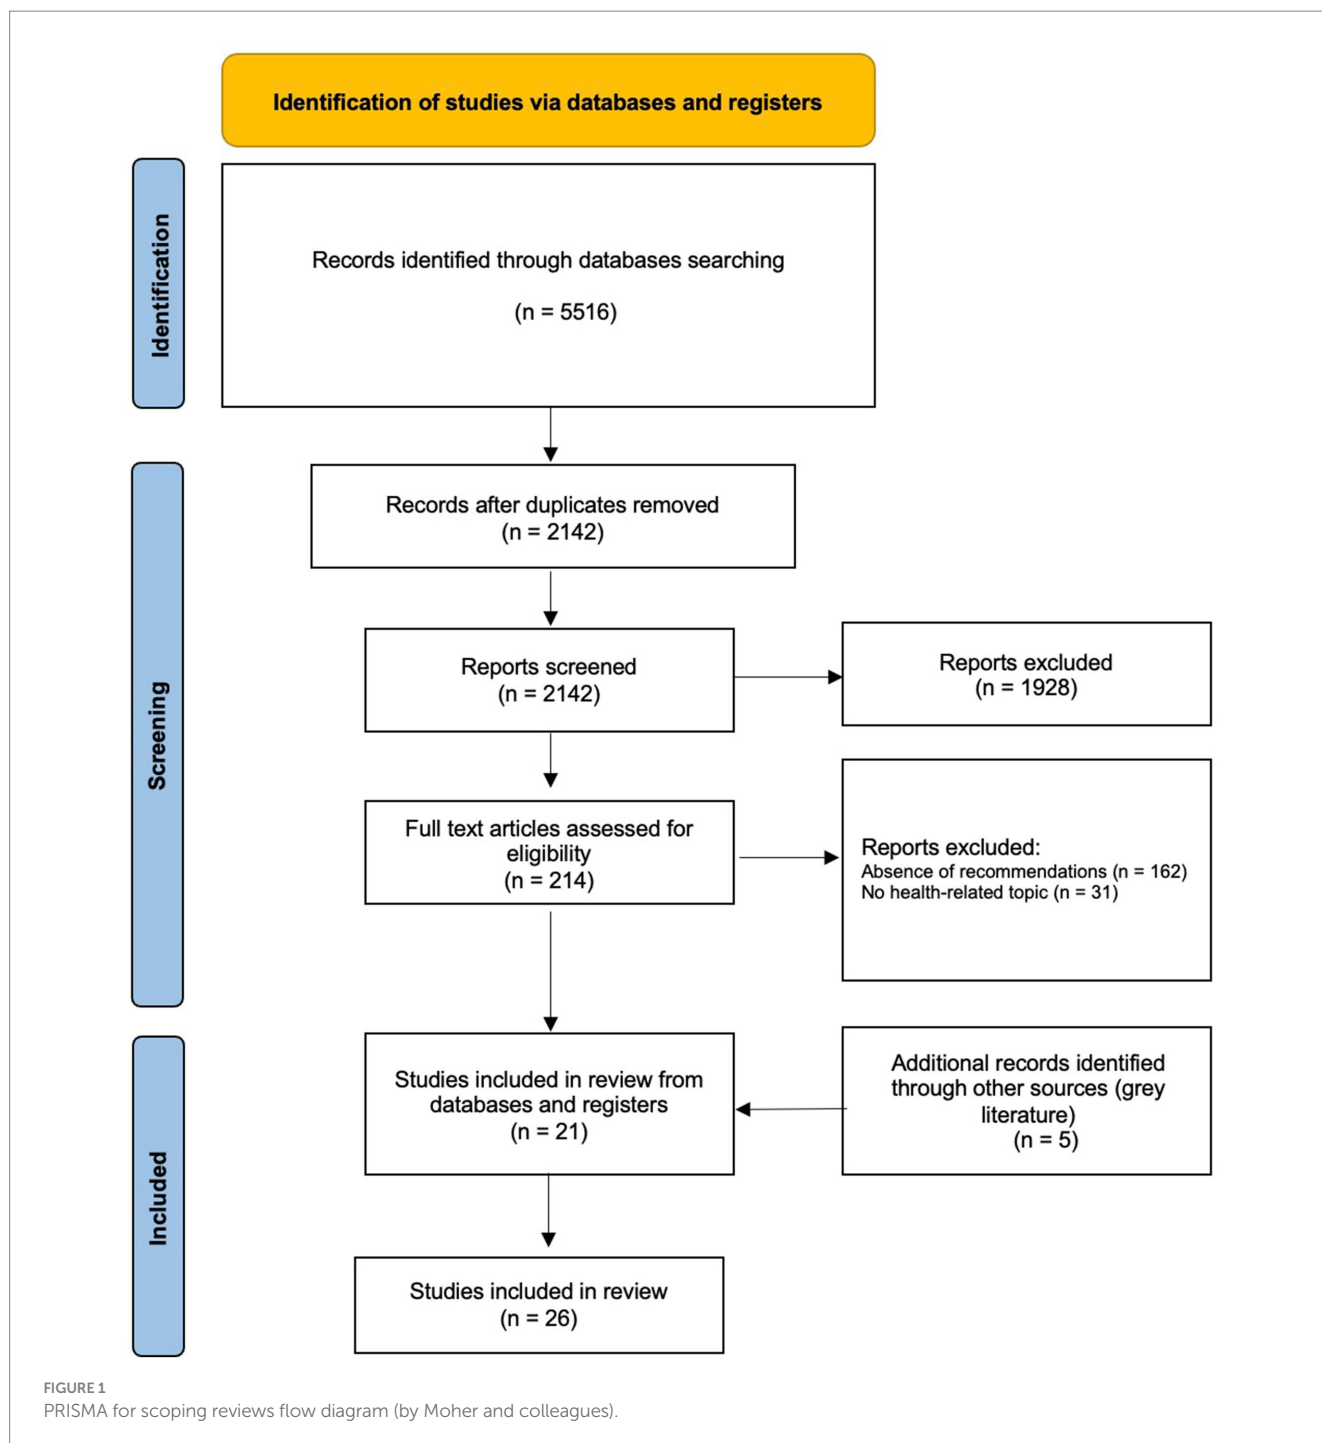 Identification of studies via databases and registers
Identification
Records identified through databases searching
(n = 5516)
Screening
Records after duplicates removed
(n = 2142)
Reports screened
(n = 2142)
Reports excluded
(n = 1928)
Full text articles assessed for
eligibility
(n = 214)
Reports excluded:
Absence of recommendations (n = 162)
No health-related topic (n = 31)
Included
Studies included in review from
databases and registers
(n = 21)
Additional records identified
through other sources (grey
literature)
(n = 5)
Studies included in review
(n = 26)
FIGURE 1
PRISMA for scoping reviews flow diagram (by Moher and colleagues).